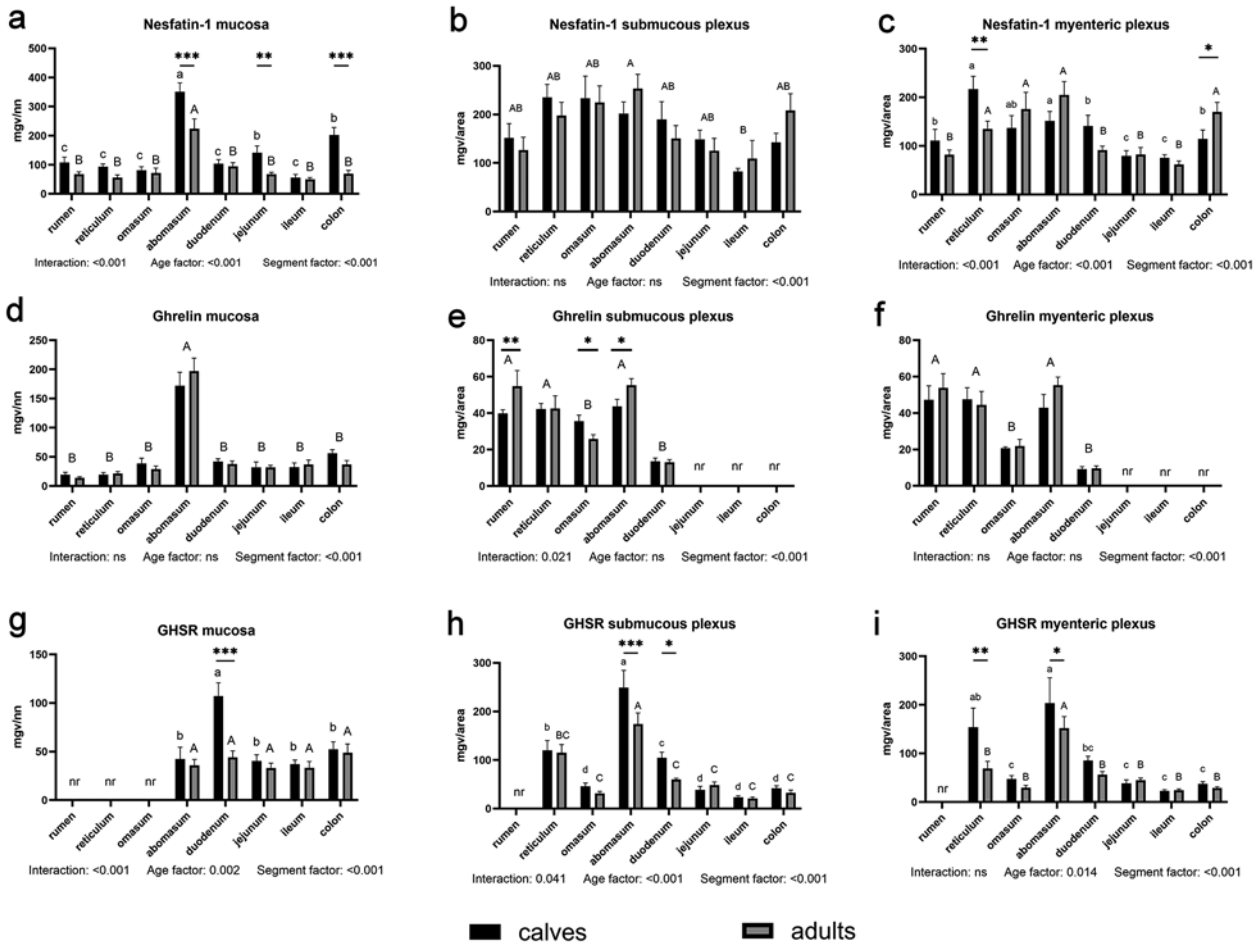 a
Nesfatin-1 mucosa
mgv/nn
500
400
300
200
100
0
*** ** ***
a
A
c B c B c B c B b B B c B
rumen reticulum omasum abomasum duodenum jejunum ileum colon
Interaction: <0.001 Age factor: <0.001 Segment factor: <0.001
b
Nesfatin-1 submucous plexus
mgv/area
300
200
100
0
AB AB AB A AB AB B AB
rumen reticulum omasum abomasum duodenum jejunum ileum colon
Interaction: ns Age factor: ns Segment factor: <0.001
c
Nesfatin-1 myenteric plexus
mgv/area
300
200
100
0
** *
b B a A ab A a A b B c B c B b A
rumen reticulum omasum abomasum duodenum jejunum ileum colon
Interaction: <0.001 Age factor: <0.001 Segment factor: <0.001
d
Ghrelin mucosa
mgv/nn
250
200
150
100
50
0
B B B A B B B B
rumen reticulum omasum abomasum duodenum jejunum ileum colon
Interaction: ns Age factor: ns Segment factor: <0.001
e
Ghrelin submucous plexus
mgv/area
80
60
40
20
0
** * *
A A B A B nr nr nr
rumen reticulum omasum abomasum duodenum jejunum ileum colon
Interaction: 0.021 Age factor: ns Segment factor: <0.001
f
Ghrelin myenteric plexus
mgv/area
80
60
40
20
0
A A B A B nr nr nr
rumen reticulum omasum abomasum duodenum jejunum ileum colon
Interaction: ns Age factor: ns Segment factor: <0.001
g
GHSR mucosa
mgv/nn
150
100
50
0
***
nr nr nr b A a A b A b A b A
rumen reticulum omasum abomasum duodenum jejunum ileum colon
Interaction: <0.001 Age factor: 0.002 Segment factor: <0.001
h
GHSR submucous plexus
mgv/area
300
200
100
0
*** *
nr b BC d C a A c C d C d C d C
rumen reticulum omasum abomasum duodenum jejunum ileum colon
Interaction: 0.041 Age factor: <0.001 Segment factor: <0.001
i
GHSR myenteric plexus
mgv/area
300
200
100
0
** *
nr ab B c B a A bc B c B c B c B
rumen reticulum omasum abomasum duodenum jejunum ileum colon
Interaction: ns Age factor: 0.014 Segment factor: <0.001
calves adults